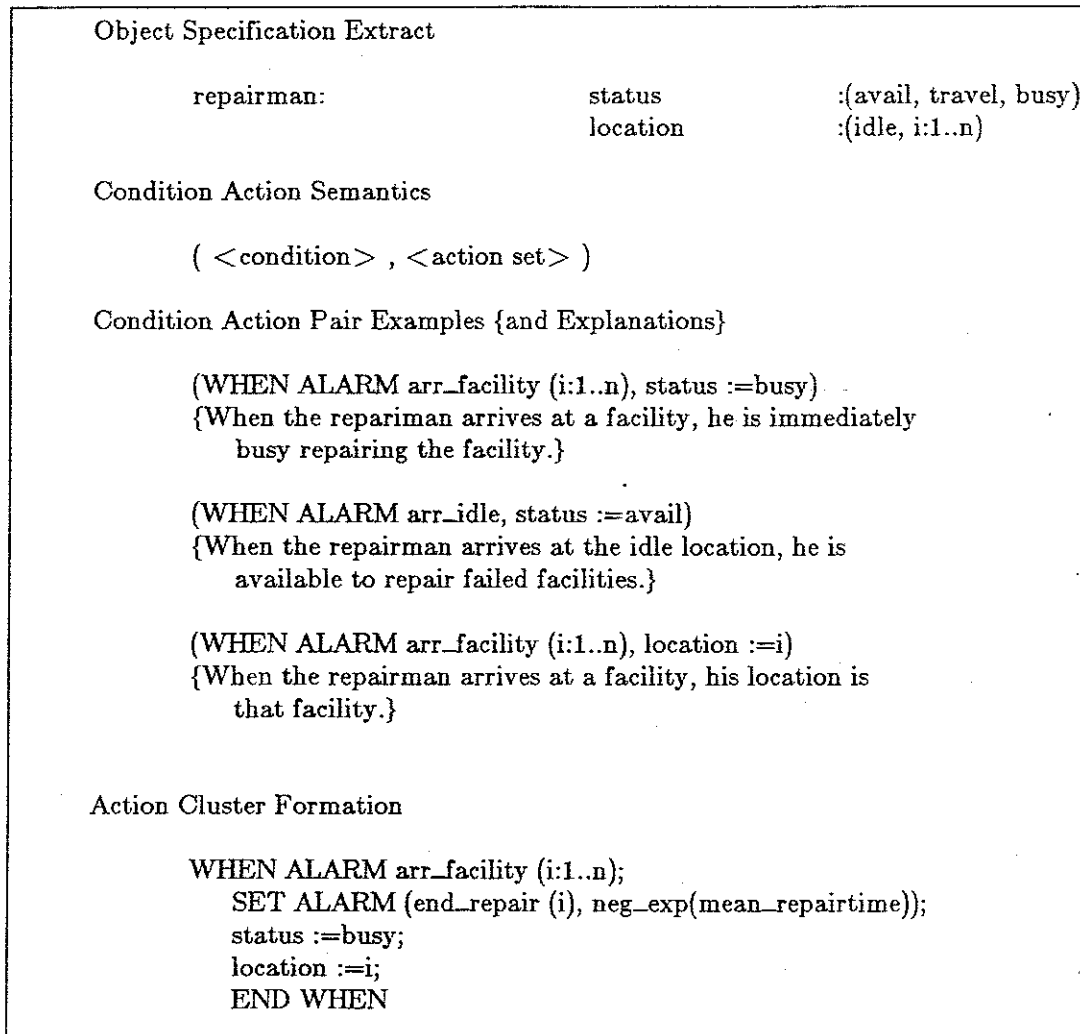 Object Specification Extract
repairman: status :(avail, travel, busy)
location :(idle, i:1..n)
Condition Action Semantics
( <condition> , <action set> )
Condition Action Pair Examples {and Explanations}
(WHEN ALARM arr_facility (i:1..n), status :=busy)
{When the repariman arrives at a facility, he is immediately
busy repairing the facility.}
(WHEN ALARM arr_idle, status :=avail)
{When the repairman arrives at the idle location, he is
available to repair failed facilities.}
(WHEN ALARM arr_facility (i:1..n), location :=i)
{When the repairman arrives at a facility, his location is
that facility.}
Action Cluster Formation
WHEN ALARM arr_facility (i:1..n);
SET ALARM (end_repair (i), neg_exp(mean_repairtime));
status :=busy;
location :=i;
END WHEN